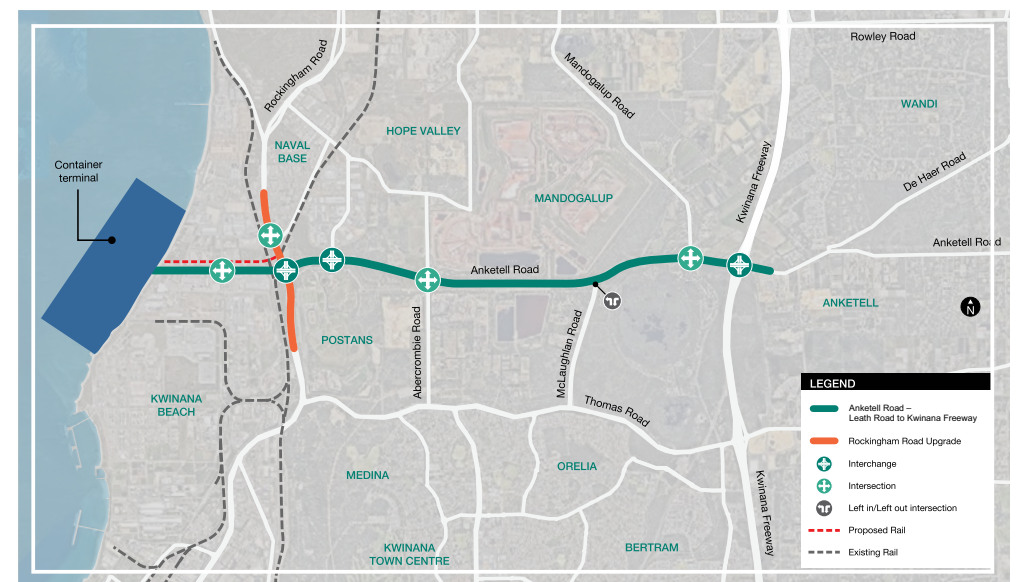 Rowley Road
Rockingham Road
Mandogalup Road
WANDI
HOPE VALLEY
NAVAL
BASE
Container
terminal
Kwinana Freeway
De Haer Road
MANDOGALUP
Anketell Road
Anketell Road
ANKETELL
N
POSTANS
Abercrombie Road
McLaughlan Road
KWINANA
BEACH
Thomas Road
MEDINA
ORELIA
Kwinana Freeway
KWINANA
TOWN CENTRE
BERTRAM
LEGEND
Anketell Road –
Leath Road to Kwinana Freeway
Rockingham Road Upgrade
Interchange
Intersection
Left in/Left out intersection
Proposed Rail
Existing Rail